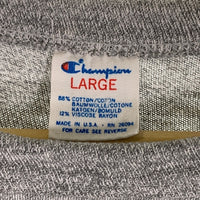 Champion
LARGE
88% COTTON/COTON
BAUMWOLLE/COTONE
KATOEN/BOMULD
12% VISCOSE RAYON
MADE IN U.S.A. - RN 26094
FOR CARE SEE REVERSE